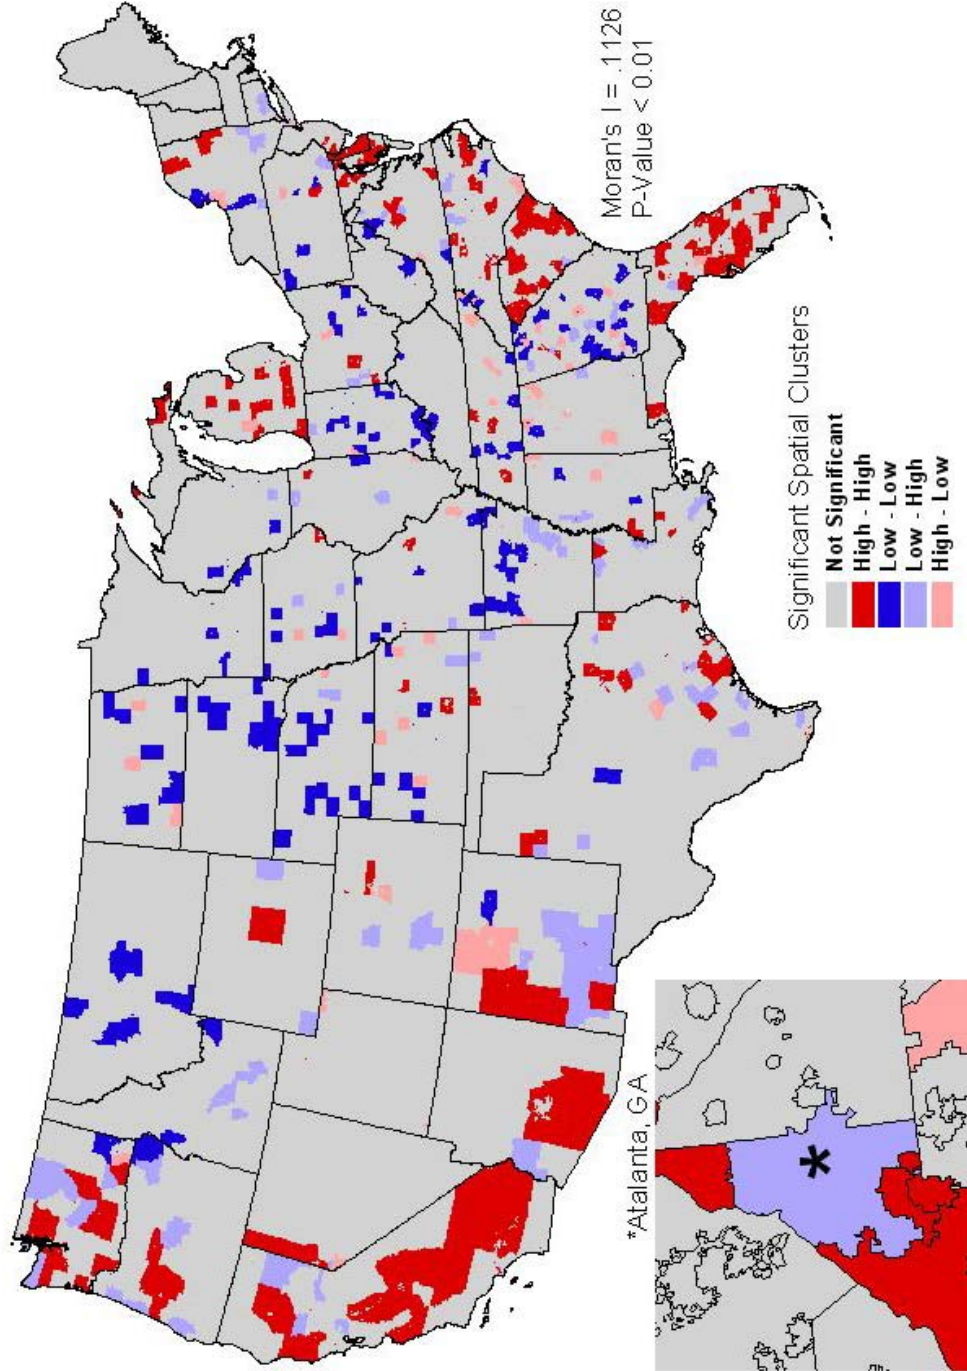 Moran's I = .1126
P-Value < 0.01
Significant Spatial Clusters
Not Significant
High - High
Low - Low
Low - High
High - Low
*Atalanta, GA
*